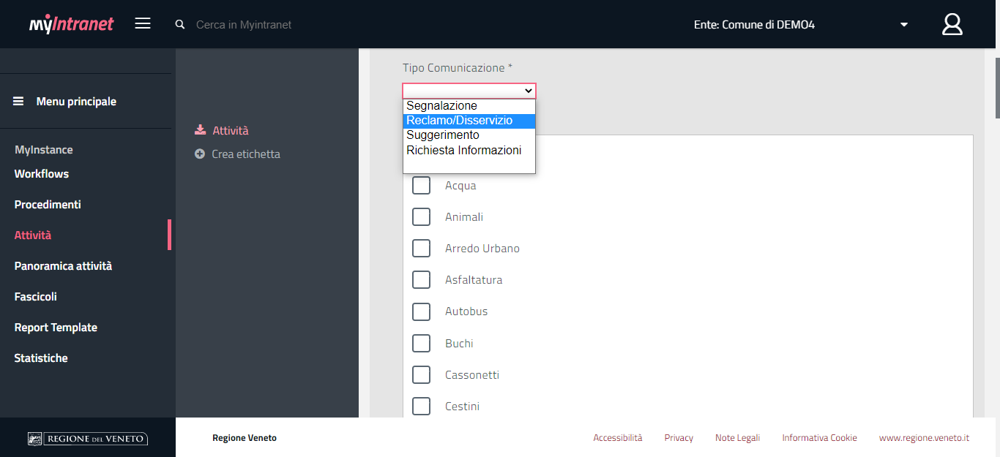 myIntranet
Cerca in Myintranet
Ente: Comune di DEMO4
Menu principale
MyInstance
Workflows
Procedimenti
Attività
Panoramica attività
Fascicoli
Report Template
Statistiche
Attività
Crea etichetta
Tipo Comunicazione *
Segnalazione
Reclamo/Disservizio
Suggerimento
Richiesta Informazioni
Acqua
Animali
Arredo Urbano
Asfaltatura
Autobus
Buchi
Cassonetti
Cestini
REGIONE DEL VENETO
Regione Veneto
Accessibilità
Privacy
Note Legali
Informativa Cookie
www.regione.veneto.it